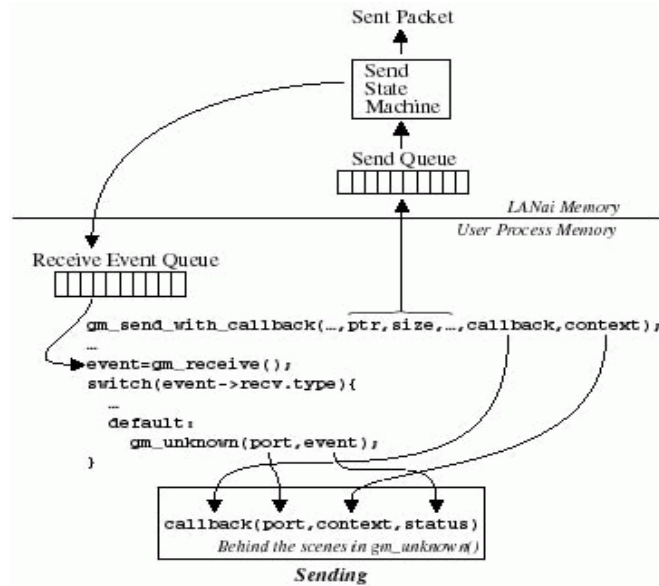 Sent Packet
Send
State
Machine
Send Queue
LANai Memory
User Process Memory
Receive Event Queue
gm_send_with_callback(…,ptr,size,…,callback,context);
…
event=gm_receive();
switch(event->recv.type){
…
default:
gm_unknown(port,event);
}
callback(port,context,status)
Behind the scenes in gm_unknown()
Sending